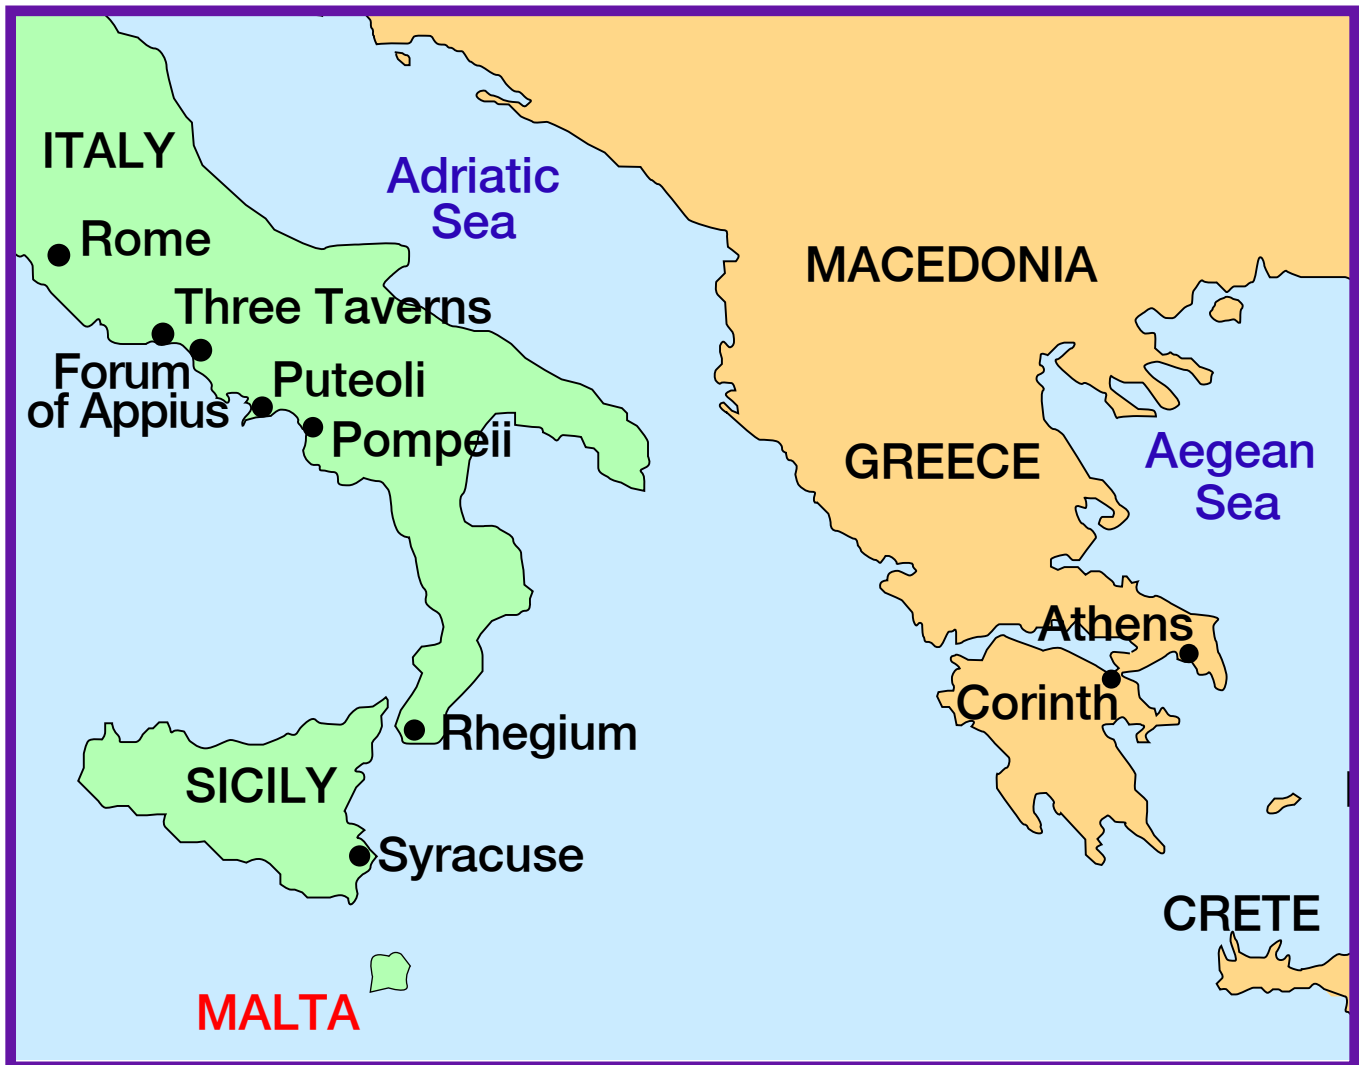 ITALY
Adriatic
Sea
Rome
MACEDONIA
Three Taverns
Forum
of Appius
Puteoli
Pompeii
GREECE
Aegean
Sea
Athens
Corinth
Rhegium
SICILY
Syracuse
CRETE
MALTA